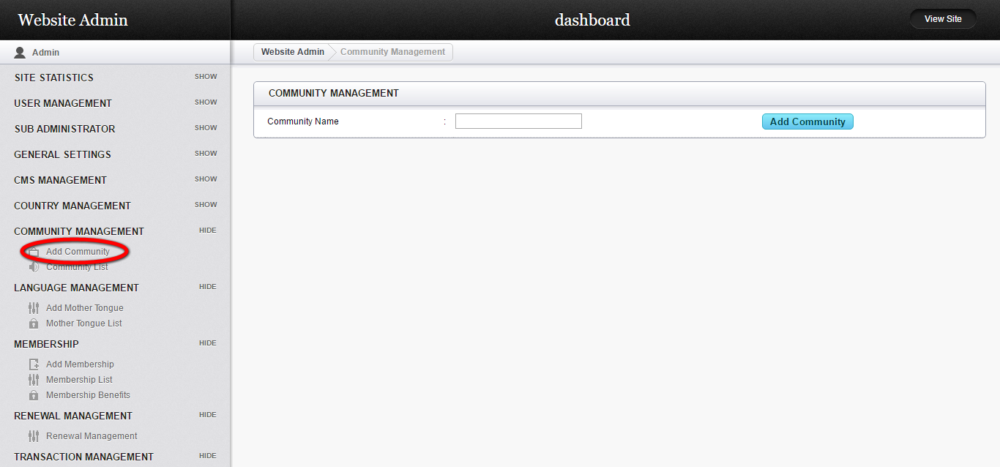 Website Admin
dashboard
View Site
Admin
Website Admin
Community Management
SITE STATISTICS SHOW
USER MANAGEMENT SHOW
SUB ADMINISTRATOR SHOW
GENERAL SETTINGS SHOW
CMS MANAGEMENT SHOW
COUNTRY MANAGEMENT SHOW
COMMUNITY MANAGEMENT HIDE
Add Community
Community List
LANGUAGE MANAGEMENT HIDE
Add Mother Tongue
Mother Tongue List
MEMBERSHIP HIDE
Add Membership
Membership List
Membership Benefits
RENEWAL MANAGEMENT HIDE
Renewal Management
TRANSACTION MANAGEMENT HIDE
COMMUNITY MANAGEMENT
Community Name : Add Community